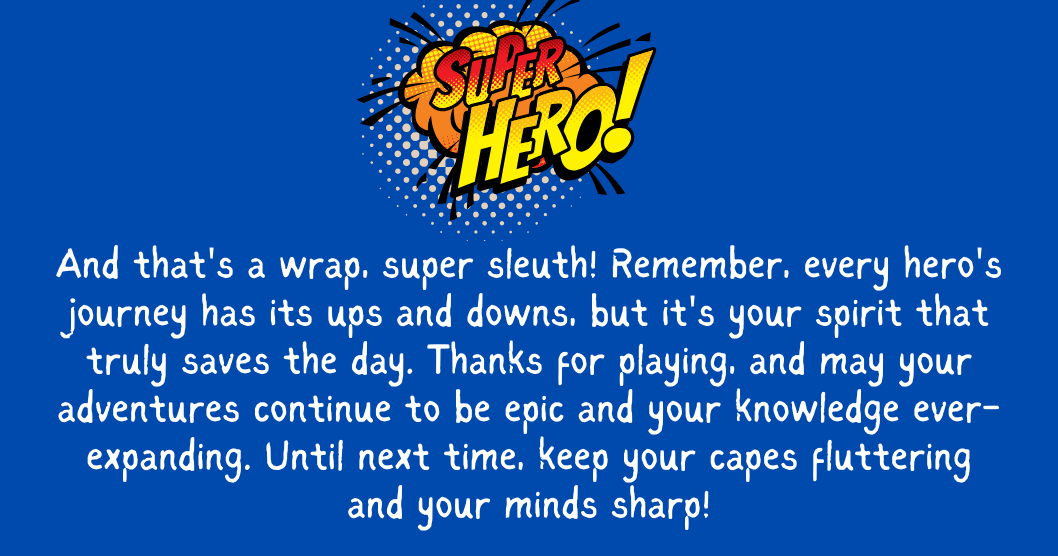 SUPER
HERO!
And that's a wrap, super sleuth! Remember, every hero's
journey has its ups and downs, but it's your spirit that
truly saves the day. Thanks for playing, and may your
adventures continue to be epic and your knowledge ever-
expanding. Until next time, keep your capes fluttering
and your minds sharp!